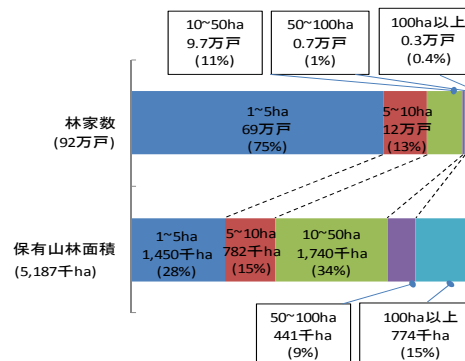 10~50ha
9.7万戸
(11%)
50~100ha
0.7万戸
(1%)
100ha以上
0.3万戸
(0.4%)
林家数
(92万戸)
1~5ha
69万戸
(75%)
5~10ha
12万戸
(13%)
保有山林面積
(5,187千ha)
1~5ha
1,450千ha
(28%)
5~10ha
782千ha
(15%)
10~50ha
1,740千ha
(34%)
50~100ha
441千ha
(9%)
100ha以上
774千ha
(15%)